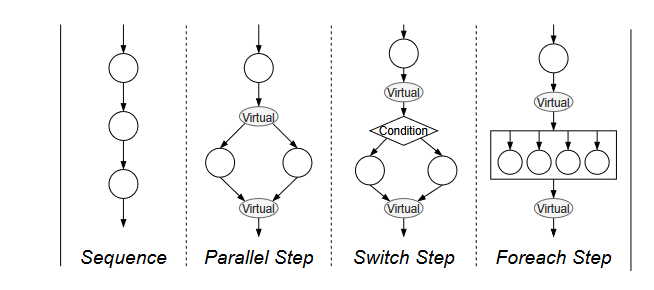 Virtual
Virtual
Virtual
Condition
Virtual
Virtual
Virtual
Sequence
Parallel Step
Switch Step
Foreach Step